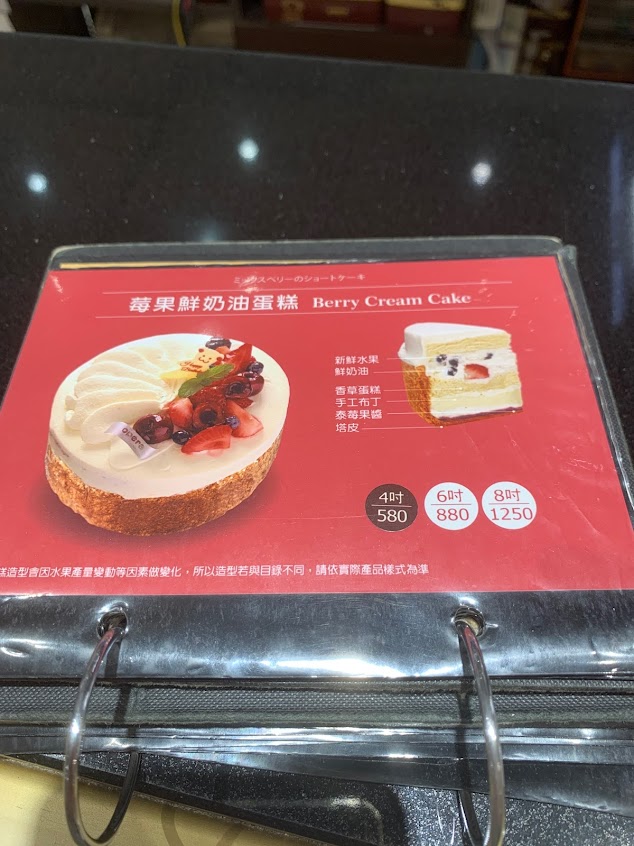 ミックスベリーのショートケーキ
莓果鮮奶油蛋糕 Berry Cream Cake
新鮮水果
鮮奶油
香草蛋糕
手工布丁
泰莓果醬
塔皮
opera
4吋
580
6吋
880
8吋
1250
糕造型會因水果產量變動等因素做變化，所以造型若與目錄不同，請依實際產品樣式為準